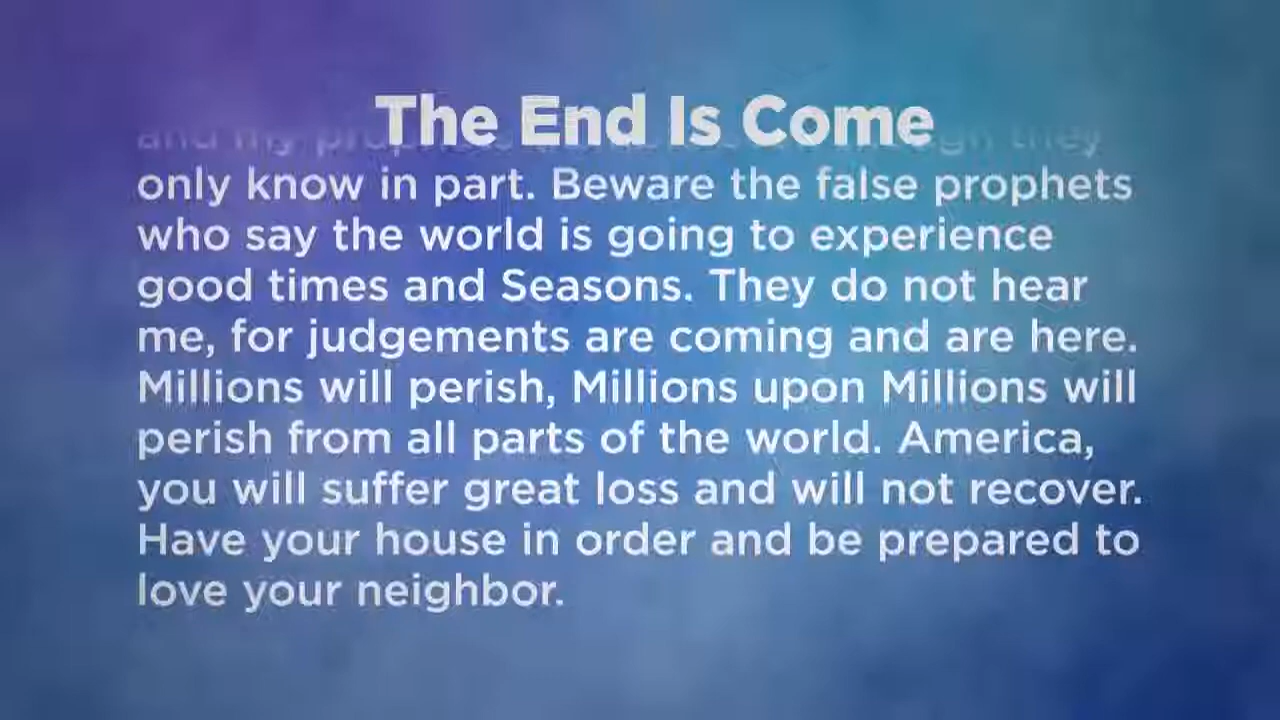 The End Is Come
and my they
only know in part. Beware the false prophets
who say the world is going to experience
good times and Seasons. They do not hear
me, for judgements are coming and are here.
Millions will perish, Millions upon Millions will
perish from all parts of the world. America,
you will suffer great loss and will not recover.
Have your house in order and be prepared to
love your neighbor.